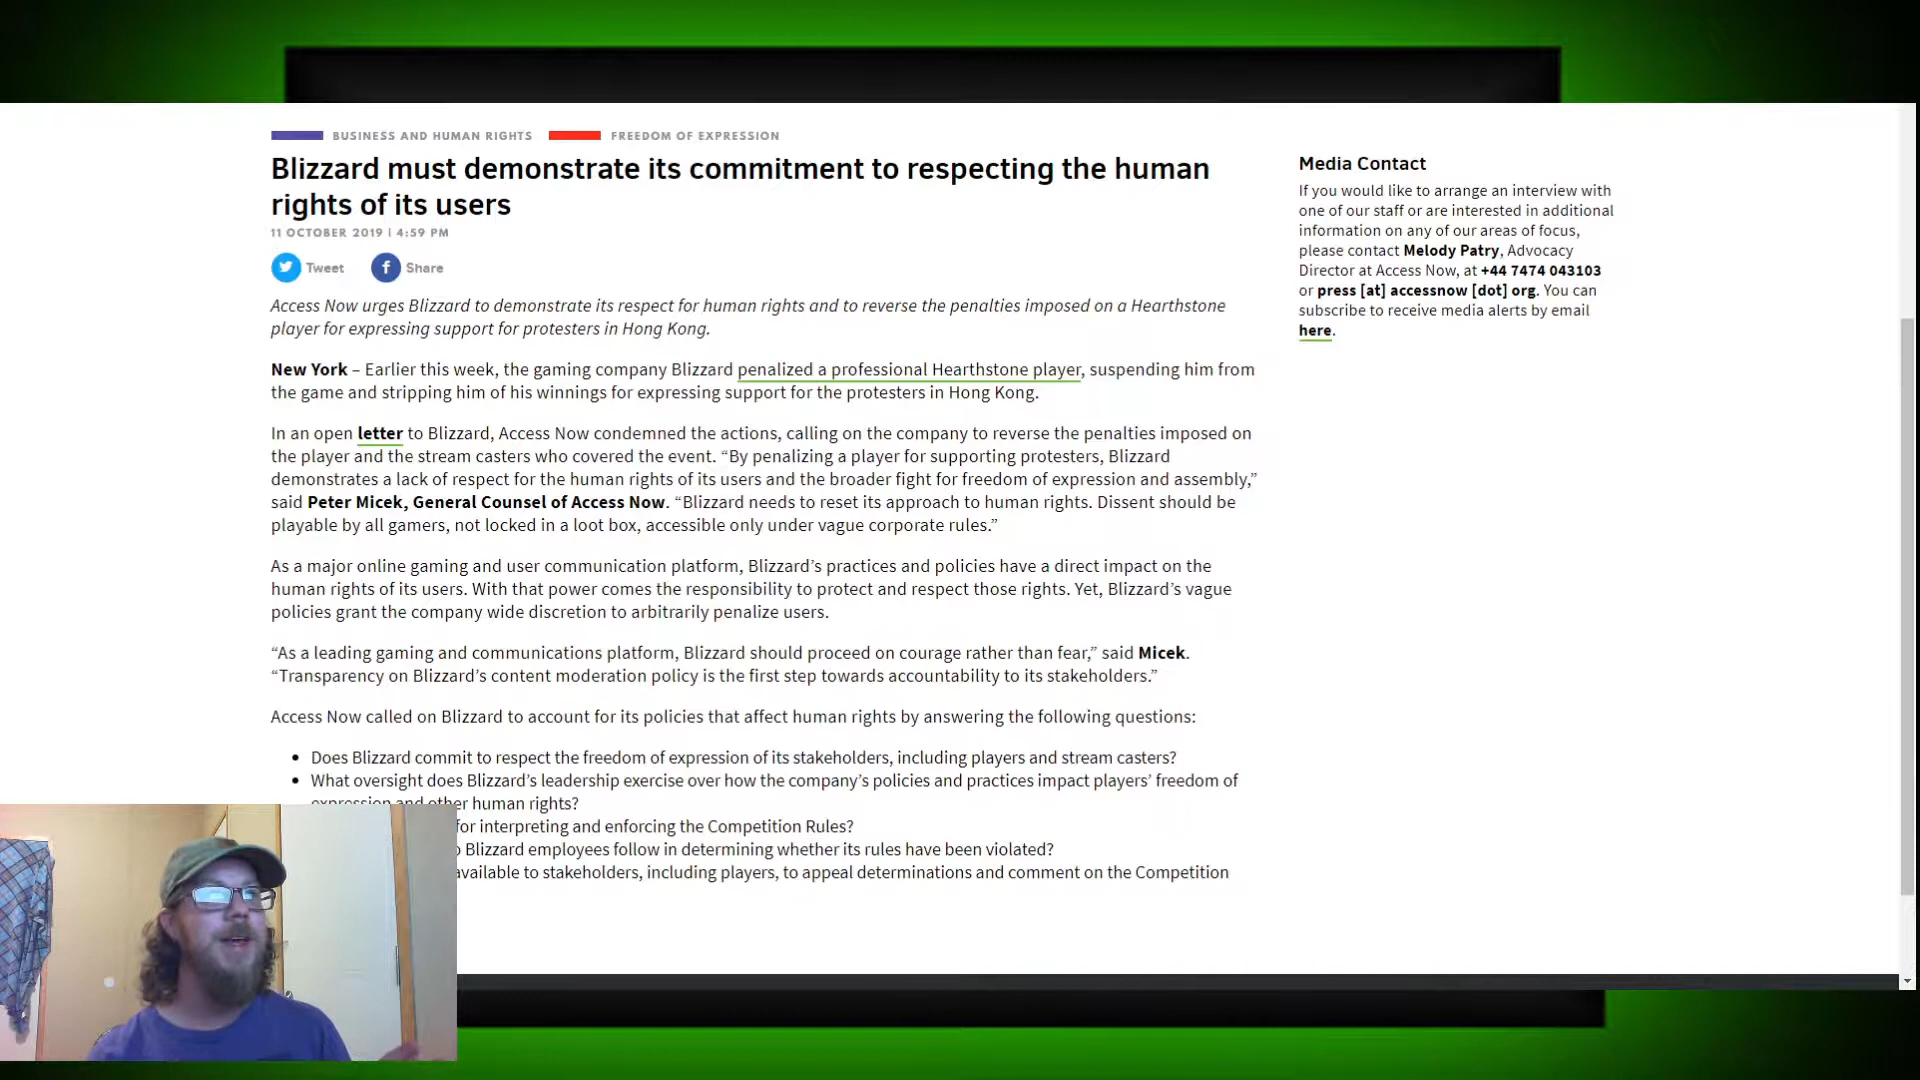 BUSINESS AND HUMAN RIGHTS FREEDOM OF EXPRESSION
Blizzard must demonstrate its commitment to respecting the human
rights of its users
11 OCTOBER 2019 | 4:59 PM
Tweet Share
Access Now urges Blizzard to demonstrate its respect for human rights and to reverse the penalties imposed on a Hearthstone
player for expressing support for protesters in Hong Kong.
New York – Earlier this week, the gaming company Blizzard penalized a professional Hearthstone player, suspending him from
the game and stripping him of his winnings for expressing support for the protesters in Hong Kong.
In an open letter to Blizzard, Access Now condemned the actions, calling on the company to reverse the penalties imposed on
the player and the stream casters who covered the event. “By penalizing a player for supporting protesters, Blizzard
demonstrates a lack of respect for the human rights of its users and the broader fight for freedom of expression and assembly,”
said Peter Micek, General Counsel of Access Now. “Blizzard needs to reset its approach to human rights. Dissent should be
playable by all gamers, not locked in a loot box, accessible only under vague corporate rules.”
As a major online gaming and user communication platform, Blizzard’s practices and policies have a direct impact on the
human rights of its users. With that power comes the responsibility to protect and respect those rights. Yet, Blizzard’s vague
policies grant the company wide discretion to arbitrarily penalize users.
“As a leading gaming and communications platform, Blizzard should proceed on courage rather than fear,” said Micek.
“Transparency on Blizzard’s content moderation policy is the first step towards accountability to its stakeholders.”
Access Now called on Blizzard to account for its policies that affect human rights by answering the following questions:
Does Blizzard commit to respect the freedom of expression of its stakeholders, including players and stream casters?
What oversight does Blizzard’s leadership exercise over how the company’s policies and practices impact players’ freedom of
expression and other human rights?
for interpreting and enforcing the Competition Rules?
Blizzard employees follow in determining whether its rules have been violated?
available to stakeholders, including players, to appeal determinations and comment on the Competition
Media Contact
If you would like to arrange an interview with
one of our staff or are interested in additional
information on any of our areas of focus,
please contact Melody Patry, Advocacy
Director at Access Now, at +44 7474 043103
or press [at] accessnow [dot] org. You can
subscribe to receive media alerts by email
here.